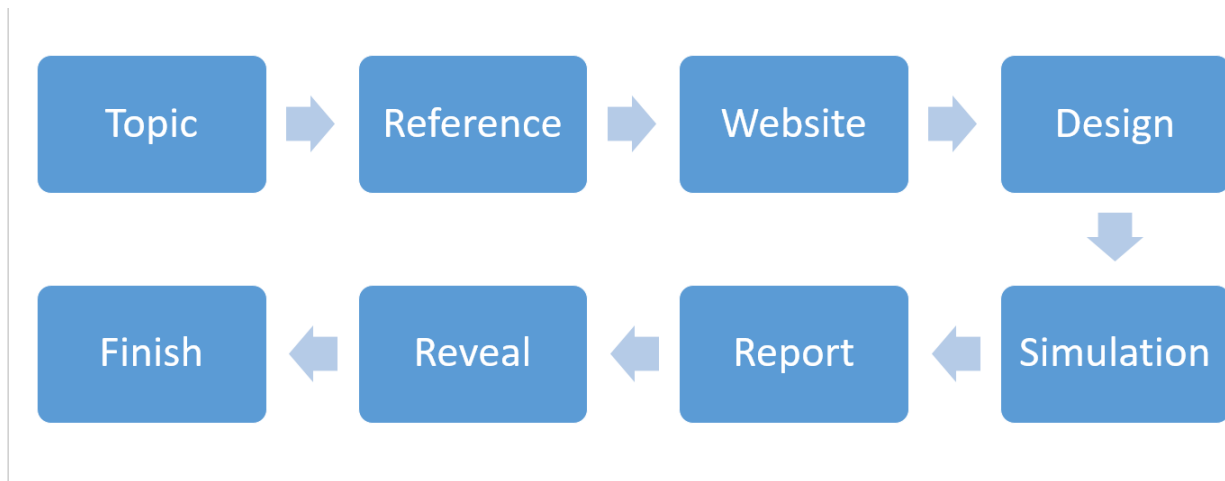 Topic
Reference
Website
Design
Simulation
Report
Reveal
Finish